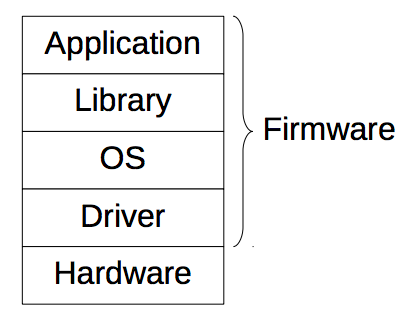 Application
Library
OS
Driver
Hardware
Firmware